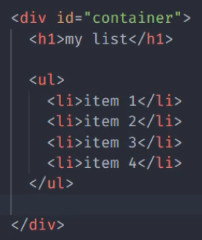 <div id="container">
  <h1>my list</h1>

  <ul>
    <li>item 1</li>
    <li>item 2</li>
    <li>item 3</li>
    <li>item 4</li>
  </ul>

</div>